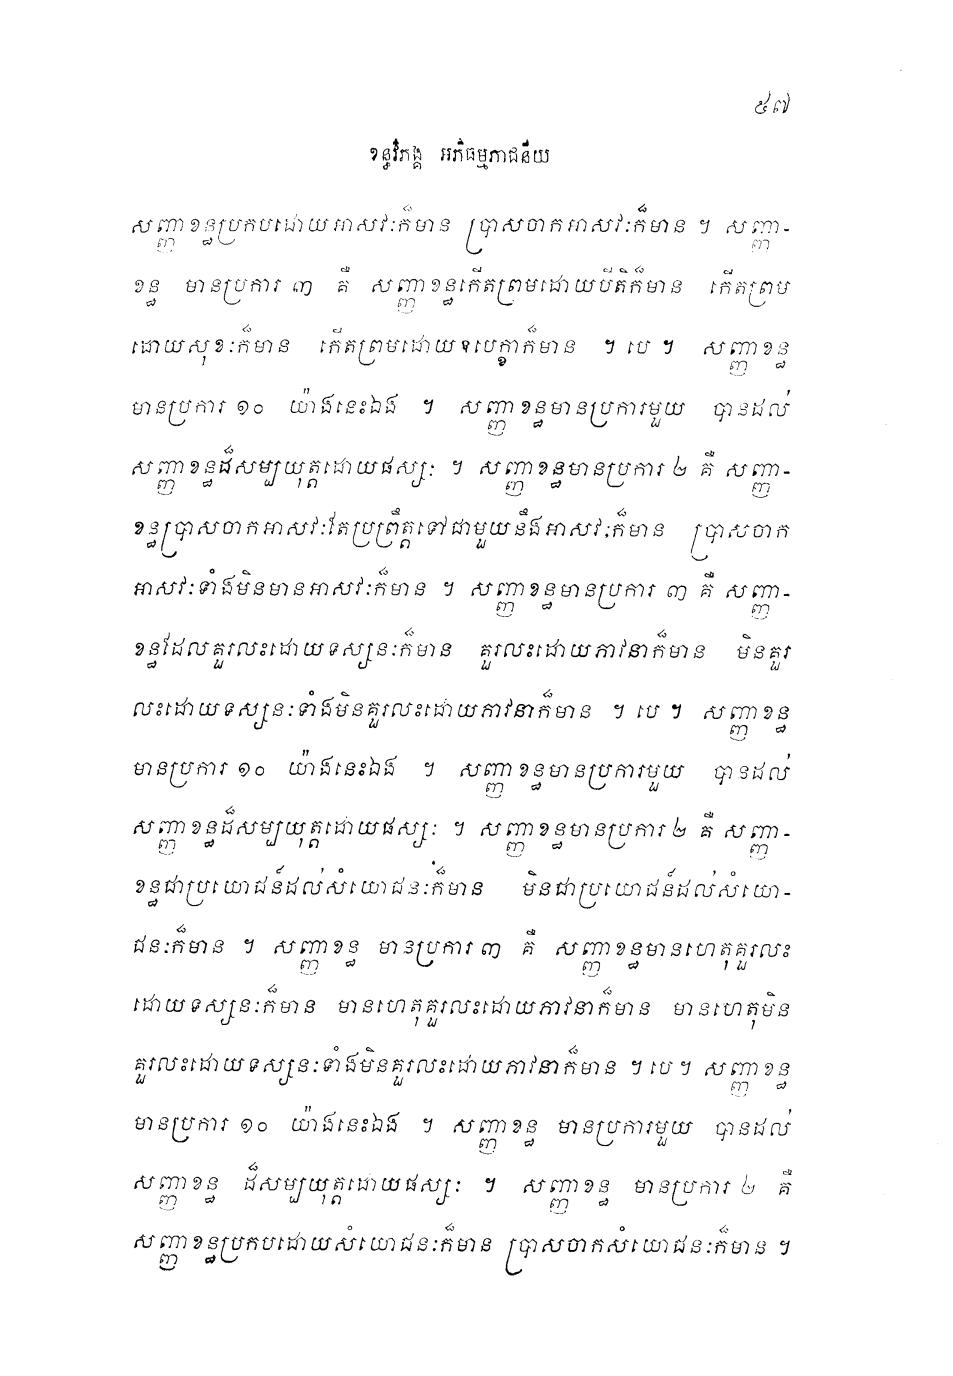 ៥៧
ខន្ធវិភង្គ អភិធម្មភាជនីយ
សញ្ញាខន្ធប្រកបដោយអាសវៈក៏មាន ប្រាសចាកអាសវៈក៏មាន ។ សញ្ញា-
ខន្ធ មានប្រការ ៣ គឺ សញ្ញាខន្ធកើតព្រមដោយបីតិក៏មាន កើតព្រម
ដោយសុខៈក៏មាន កើតព្រមដោយឧបេក្ខាក៏មាន ។ បេ ។ សញ្ញាខន្ធ
មានប្រការ ១០ យ៉ាងនេះឯង ។ សញ្ញាខន្ធមានប្រការមួយ បានដល់
សញ្ញាខន្ធដ៏សម្បយុត្តដោយផស្សៈ ។ សញ្ញាខន្ធមានប្រការ ២ គឺ សញ្ញា-
ខន្ធប្រាសចាកអាសវៈតែប្រព្រឹត្តទៅជាមួយនឹងអាសវៈក៏មាន ប្រាសចាក
អាសវៈទាំងមិនមានអាសវៈក៏មាន ។ សញ្ញាខន្ធមានប្រការ ៣ គឺ សញ្ញា-
ខន្ធដែលគួរលះដោយទស្សនៈក៏មាន គួរលះដោយភាវនាក៏មាន មិនគួរ
លះដោយទស្សនៈទាំងមិនគួរលះដោយភាវនាក៏មាន ។ បេ ។ សញ្ញាខន្ធ
មានប្រការ ១០ យ៉ាងនេះឯង ។ សញ្ញាខន្ធមានប្រការមួយ បានដល់
សញ្ញាខន្ធដ៏សម្បយុត្តដោយផស្សៈ ។ សញ្ញាខន្ធមានប្រការ ២ គឺ សញ្ញា-
ខន្ធជាប្រយោជន៍ដល់សំយោជនៈក៏មាន មិនជាប្រយោជន៍ដល់សំយោ-
ជនៈក៏មាន ។ សញ្ញាខន្ធ មានប្រការ ៣ គឺ សញ្ញាខន្ធមានហេតុគួរលះ
ដោយទស្សនៈក៏មាន មានហេតុគួរលះដោយភាវនាក៏មាន មានហេតុមិន
គួរលះដោយទស្សនៈទាំងមិនគួរលះដោយភាវនាក៏មាន ។ បេ ។ សញ្ញាខន្ធ
មានប្រការ ១០ យ៉ាងនេះឯង ។ សញ្ញាខន្ធ មានប្រការមួយ បានដល់
សញ្ញាខន្ធ ដ៏សម្បយុត្តដោយផស្សៈ ។ សញ្ញាខន្ធ មានប្រការ ២ គឺ
សញ្ញាខន្ធប្រកបដោយសំយោជនៈក៏មាន ប្រាសចាកសំយោជនៈក៏មាន ។